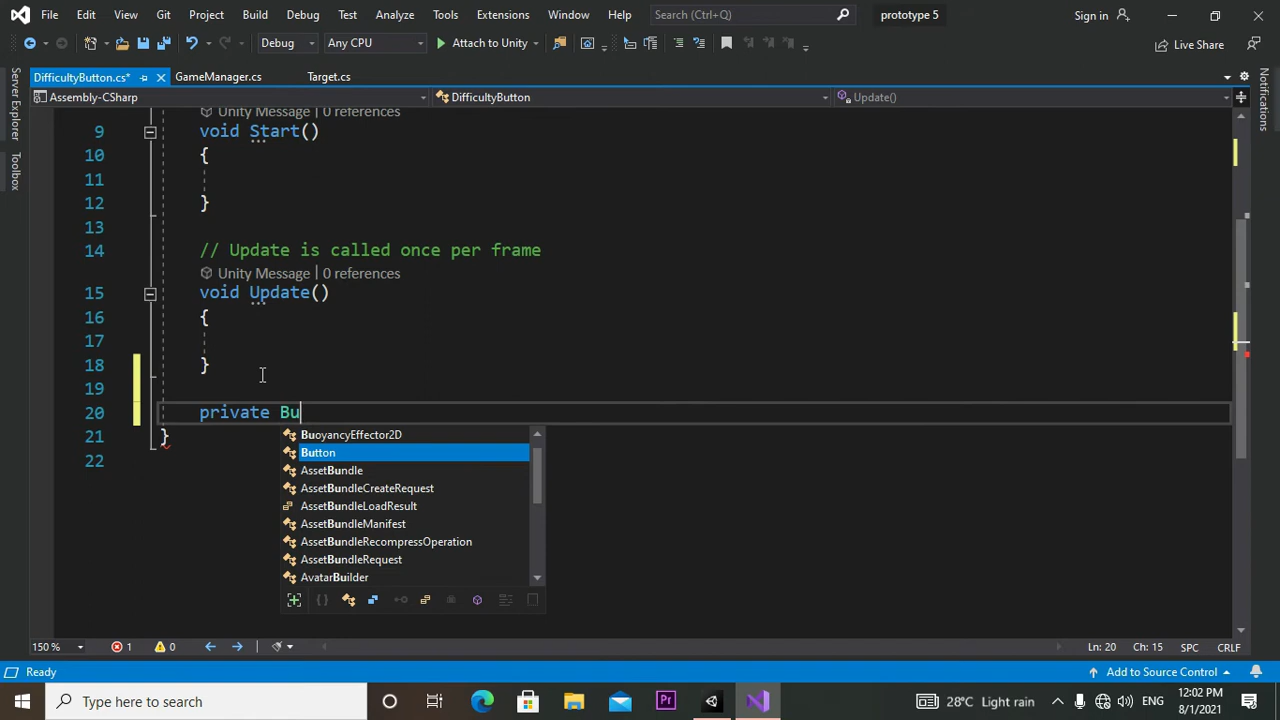 File Edit View Git Project Build Debug Test Analyze Tools Extensions Window Help Search (Ctrl+Q) prototype 5 Sign in
Debug Any CPU Attach to Unity Live Share
DifficultyButton.cs* GameManager.cs Target.cs
Assembly-CSharp DifficultyButton Update()
Server Explorer
Toolbox
Notifications
Unity Message | 0 references
9 void Start()
10 {
11
12 }
13
14 // Update is called once per frame
Unity Message | 0 references
15 void Update()
16 {
17
18 }
19
20 private Bu
21 }
22
BuoyancyEffector2D
Button
AssetBundle
AssetBundleCreateRequest
AssetBundleLoadResult
AssetBundleManifest
AssetBundleRecompressOperation
AssetBundleRequest
AvatarBuilder
150 % 1 0 Ln: 20 Ch: 15 SPC CRLF
Ready Add to Source Control
Type here to search Pr 28°C Light rain ENG 12:02 PM
8/1/2021